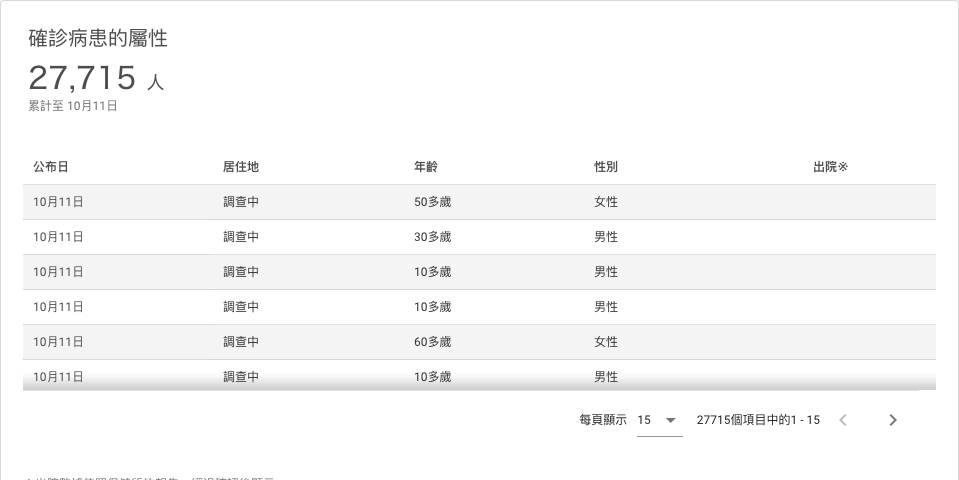 確診病患的屬性
27,715 人
累計至 10月11日
公布日 居住地 年齡 性別 出院※
10月11日 調查中 50多歲 女性
10月11日 調查中 30多歲 男性
10月11日 調查中 10多歲 男性
10月11日 調查中 10多歲 男性
10月11日 調查中 60多歲 女性
10月11日 調查中 10多歲 男性
每頁顯示 15 27715個項目中的1 - 15